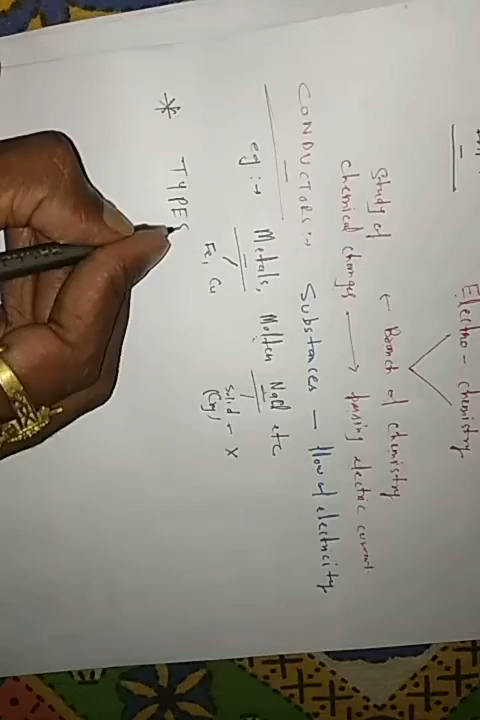 Electro - chemistry
← Branch of chemistry
Study of
chemical changes → passing electric current.
CONDUCTORS :→ Substances — flow of electricity
eg :→ Metals, Molten NaCl etc
Fe, Cu
solid - x
* TYPES